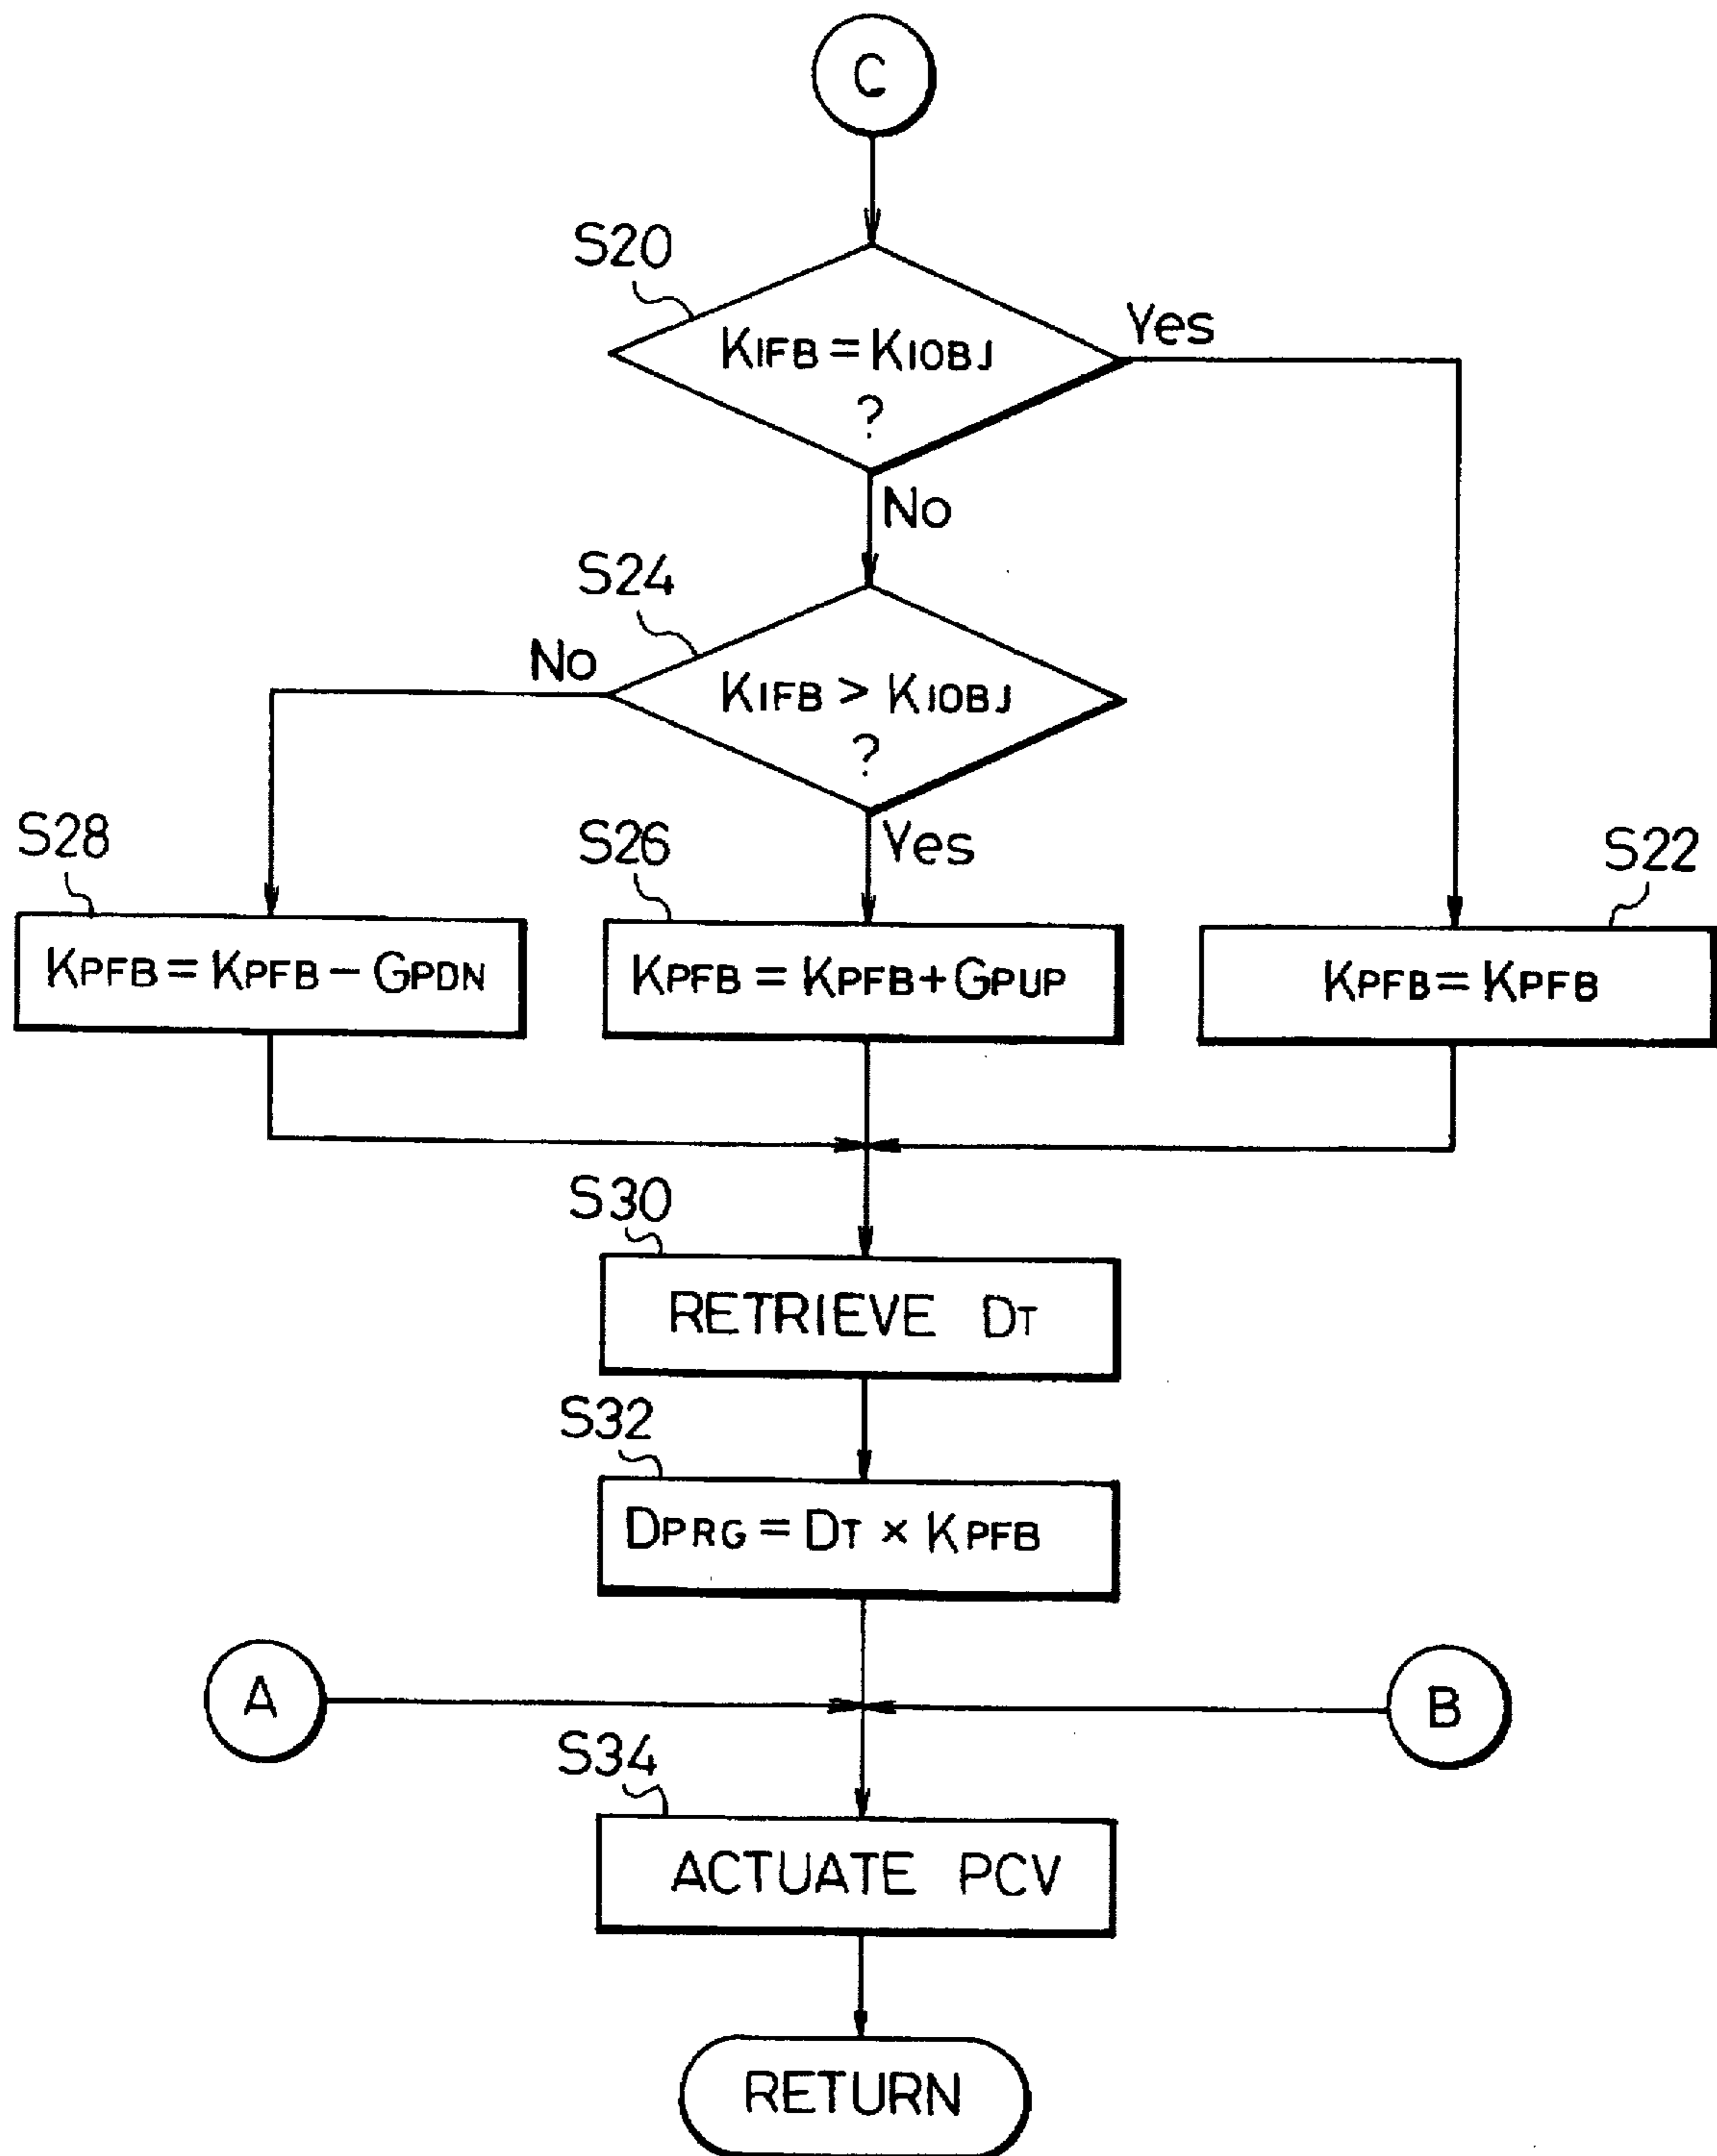 C
S20
KIFB = KIOBJ
?
Yes
No
S24
No
KIFB > KIOBJ
?
Yes
S28
S26
S22
KPFB = KPFB - GPDN
KPFB = KPFB + GPUP
KPFB = KPFB
S30
RETRIEVE DT
S32
DPRG = DT × KPFB
A
B
S34
ACTUATE PCV
RETURN